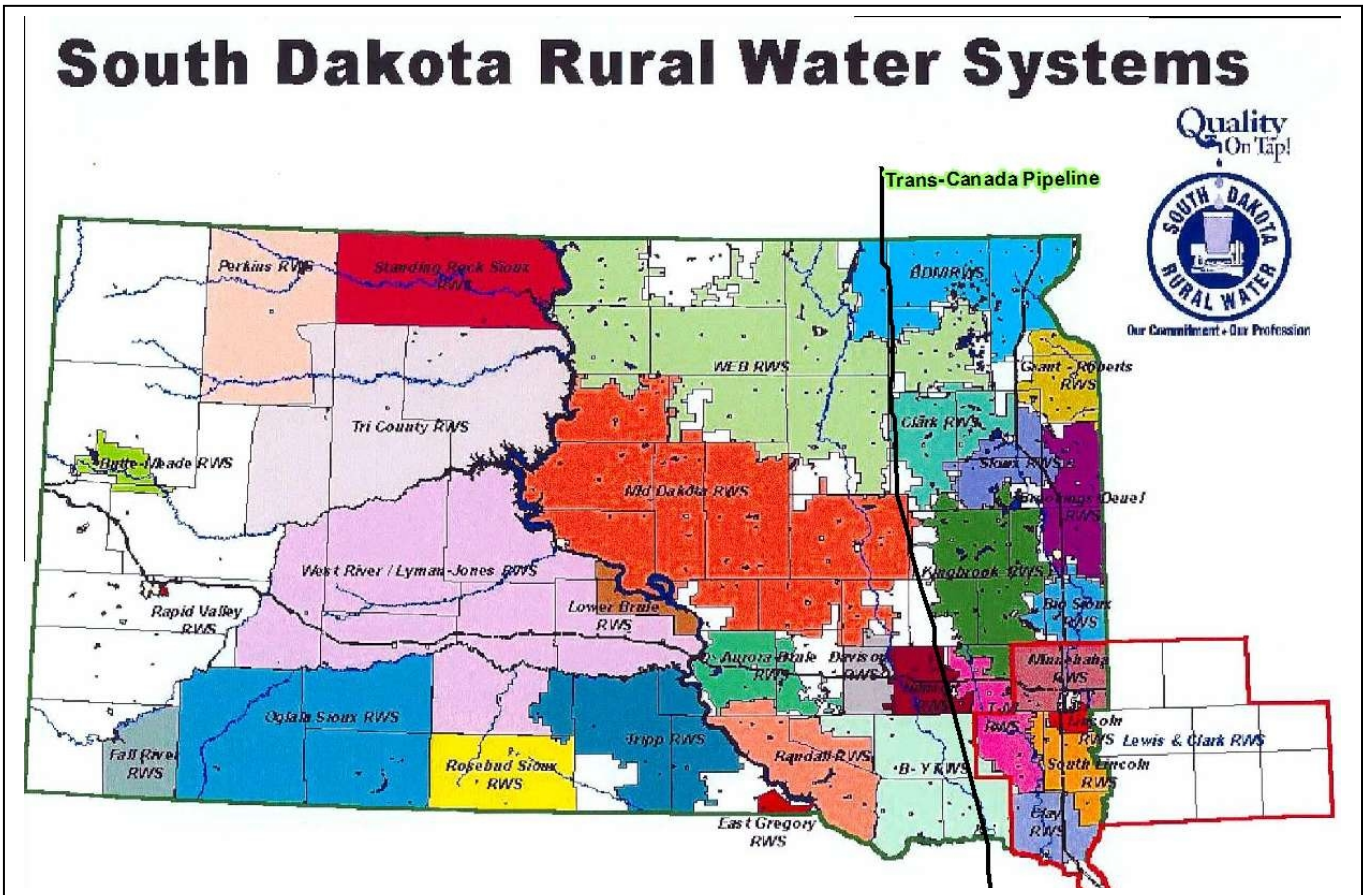 South Dakota Rural Water Systems
Quality
On Tap!
Trans-Canada Pipeline
SOUTH DAKOTA
RURAL WATER
Our Commitment • Our Profession
Perkins RWS
Standing Rock Sioux
RWS
BDM RWS
WEB RWS
Grant - Roberts
RWS
Tri County RWS
Clark RWS
Butte-Meade RWS
Sioux RWS
Mid Dakota RWS
Brookings Deuel
RWS
West River / Lyman-Jones RWS
Kingbrook RWS
Rapid Valley
RWS
Lower Brule
RWS
Big Sioux
RWS
Aurora-Brule
RWS
Davison
RWS
Minnehaha
RWS
RWS
RWS
Oglala Sioux RWS
Lincoln
RWS
Lewis & Clark RWS
Fall River
RWS
Tripp RWS
Randall RWS
B-Y RWS
South Lincoln
RWS
Rosebud Sioux
RWS
East Gregory
RWS
Clay
RWS